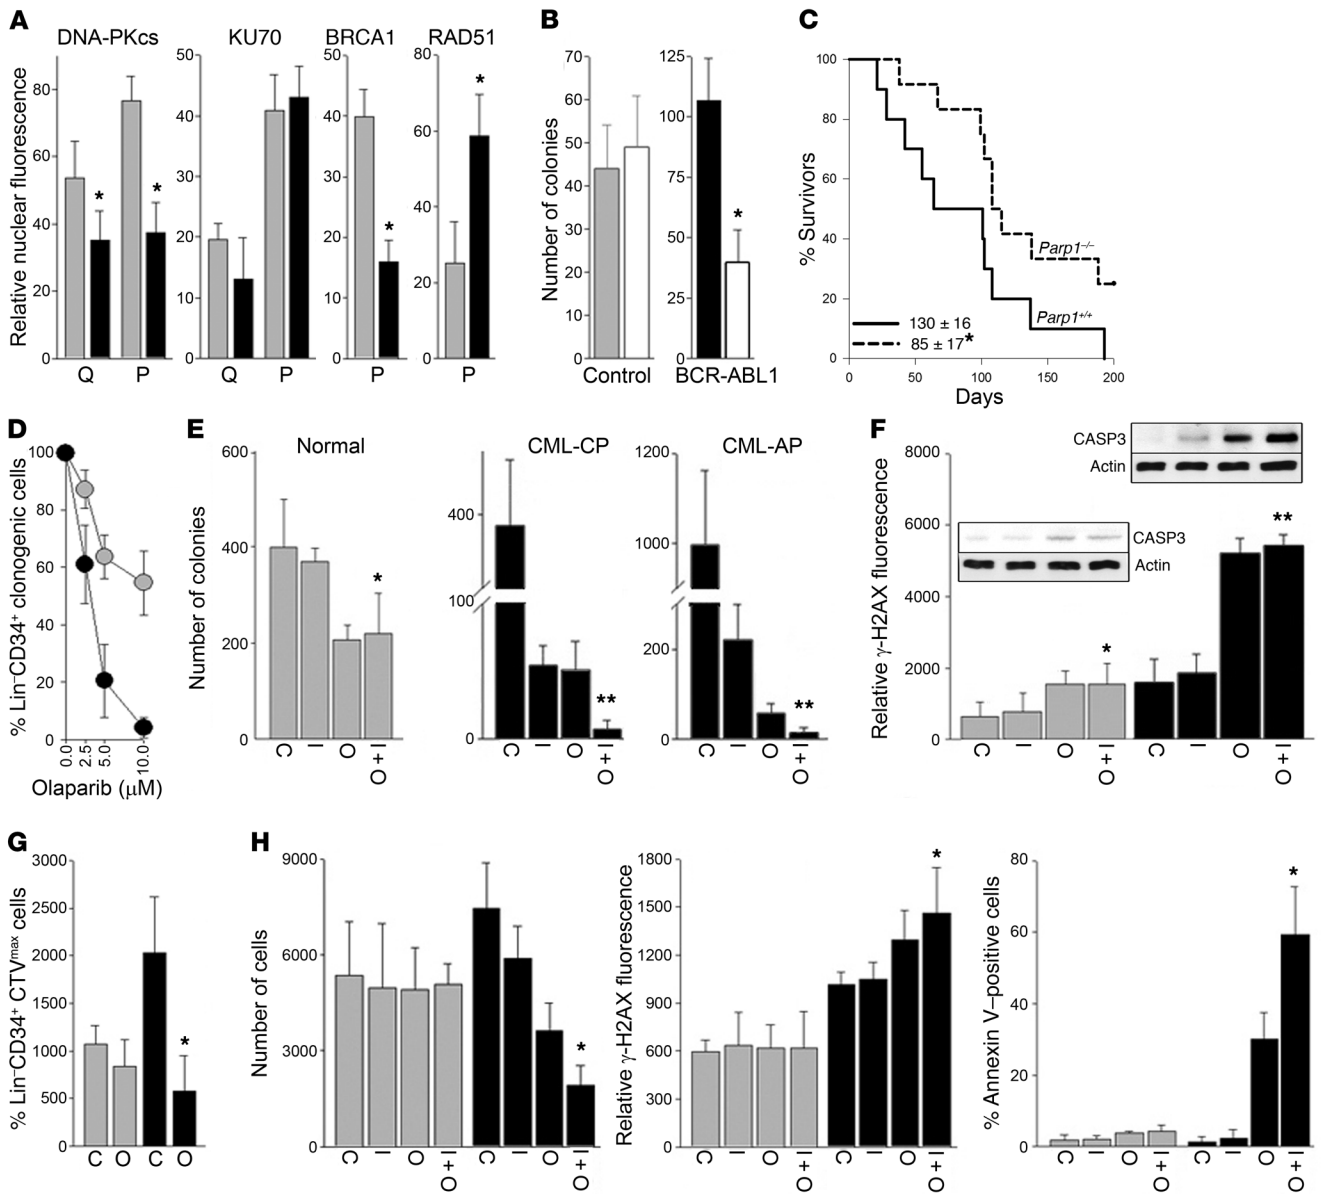 A
DNA-PKcs
KU70
BRCA1
RAD51
Relative nuclear fluorescence
80
60
40
20
0
50
40
30
20
10
0
50
40
30
20
10
0
80
60
40
20
0
*
*
*
*
Q
P
Q
P
P
P
B
Number of colonies
70
60
50
40
30
20
10
0
125
100
75
50
25
0
*
Control
BCR-ABL1
C
% Survivors
100
80
60
40
20
0
Parp1–/–
Parp1+/+
130 ± 16
85 ± 17*
0
50
100
150
200
Days
D
% Lin–CD34+ clonogenic cells
100
80
60
40
20
0
0.0
2.5
5.0
10.0
Olaparib (μM)
E
Normal
CML-CP
CML-AP
Number of colonies
600
400
200
0
400
100
0
1200
1000
200
0
*
**
**
C
I
O
I + O
C
I
O
I + O
C
I
O
I + O
F
Relative γ-H2AX fluorescence
8000
6000
4000
2000
0
CASP3
Actin
CASP3
Actin
*
**
C
I
O
I + O
C
I
O
I + O
G
% Lin–CD34+ CTVmax cells
3000
2500
2000
1500
1000
500
0
*
C
O
C
O
H
Number of cells
9000
6000
3000
0
*
C
I
O
I + O
C
I
O
I + O
Relative γ-H2AX fluorescence
1800
1500
1200
900
600
300
0
*
C
I
O
I + O
C
I
O
I + O
% Annexin V–positive cells
80
60
40
20
0
*
C
I
O
I + O
C
I
O
I + O